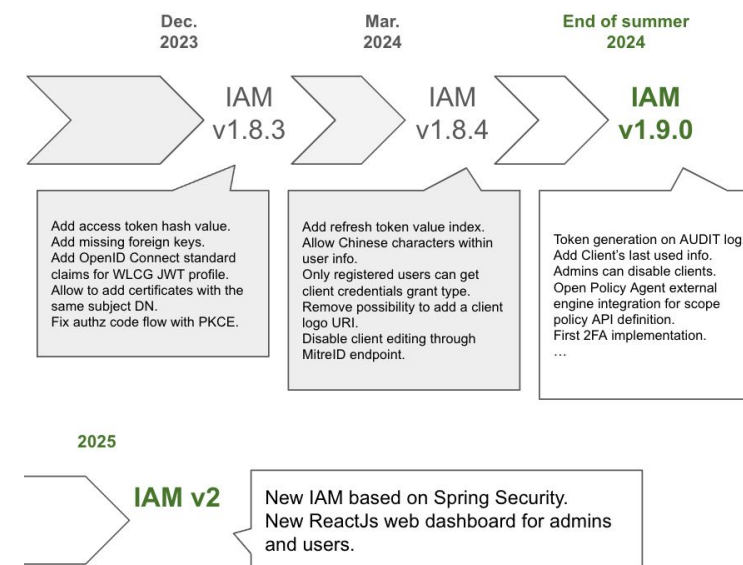 Dec.
2023
Mar.
2024
End of summer
2024
IAM
v1.8.3
IAM
v1.8.4
IAM
v1.9.0
Add access token hash value.
Add missing foreign keys.
Add OpenID Connect standard
claims for WLCG JWT profile.
Allow to add certificates with the
same subject DN.
Fix authz code flow with PKCE.
Add refresh token value index.
Allow Chinese characters within
user info.
Only registered users can get
client credentials grant type.
Remove possibility to add a client
logo URI.
Disable client editing through
MitreID endpoint.
Token generation on AUDIT log
Add Client's last used info.
Admins can disable clients.
Open Policy Agent external
engine integration for scope
policy API definition.
First 2FA implementation.
…
2025
IAM v2
New IAM based on Spring Security.
New ReactJs web dashboard for admins
and users.